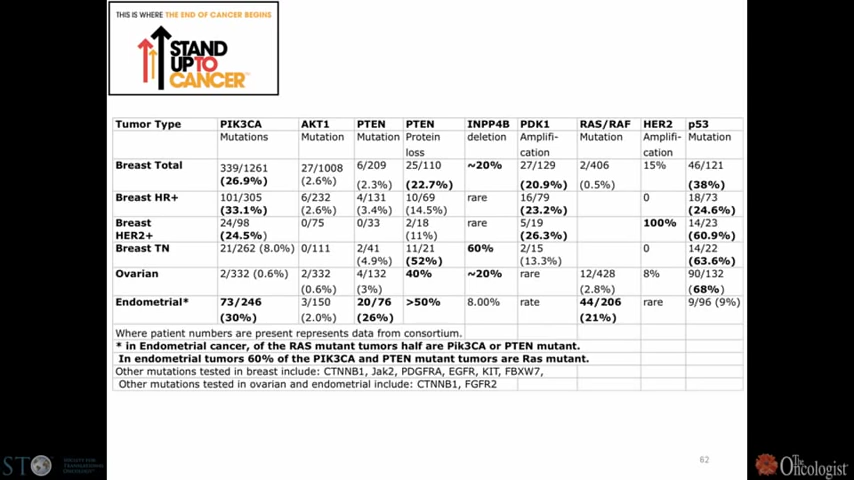 THIS IS WHERE THE END OF CANCER BEGINS
STAND
UP TO
CANCER
Tumor Type PIK3CA AKT1 PTEN PTEN INPP4B PDK1 RAS/RAF HER2 p53
Mutations Mutation Mutation Protein loss deletion Amplifi-cation Mutation Amplifi-cation Mutation
Breast Total 339/1261 (26.9%) 27/1008 (2.6%) 6/209 (2.3%) 25/110 (22.7%) ~20% 27/129 (20.9%) 2/406 (0.5%) 15% 46/121 (38%)
Breast HR+ 101/305 (33.1%) 6/232 (2.6%) 4/131 (3.4%) 10/69 (14.5%) rare 16/79 (23.2%) 0 18/73 (24.6%)
Breast HER2+ 24/98 (24.5%) 0/75 0/33 2/18 (11%) rare 5/19 (26.3%) 100% 14/23 (60.9%)
Breast TN 21/262 (8.0%) 0/111 2/41 (4.9%) 11/21 (52%) 60% 2/15 (13.3%) 0 14/22 (63.6%)
Ovarian 2/332 (0.6%) 2/332 (0.6%) 4/132 (3%) 40% ~20% rare 12/428 (2.8%) 8% 90/132 (68%)
Endometrial* 73/246 (30%) 3/150 (2.0%) 20/76 (26%) >50% 8.00% rate 44/206 (21%) rare 9/96 (9%)
Where patient numbers are present represents data from consortium.
* in Endometrial cancer, of the RAS mutant tumors half are Pik3Ca or PTEN mutant.
In endometrial tumors 60% of the PIK3CA and PTEN mutant tumors are Ras mutant.
Other mutations tested in breast include: CTNNB1, Jak2, PDGFRA, EGFR, KIT, FBXW7,
Other mutations tested in ovarian and endometrial include: CTNNB1, FGFR2
62
SOCIETY FOR
TRANSLATIONAL
ONCOLOGY
The
Oncologist